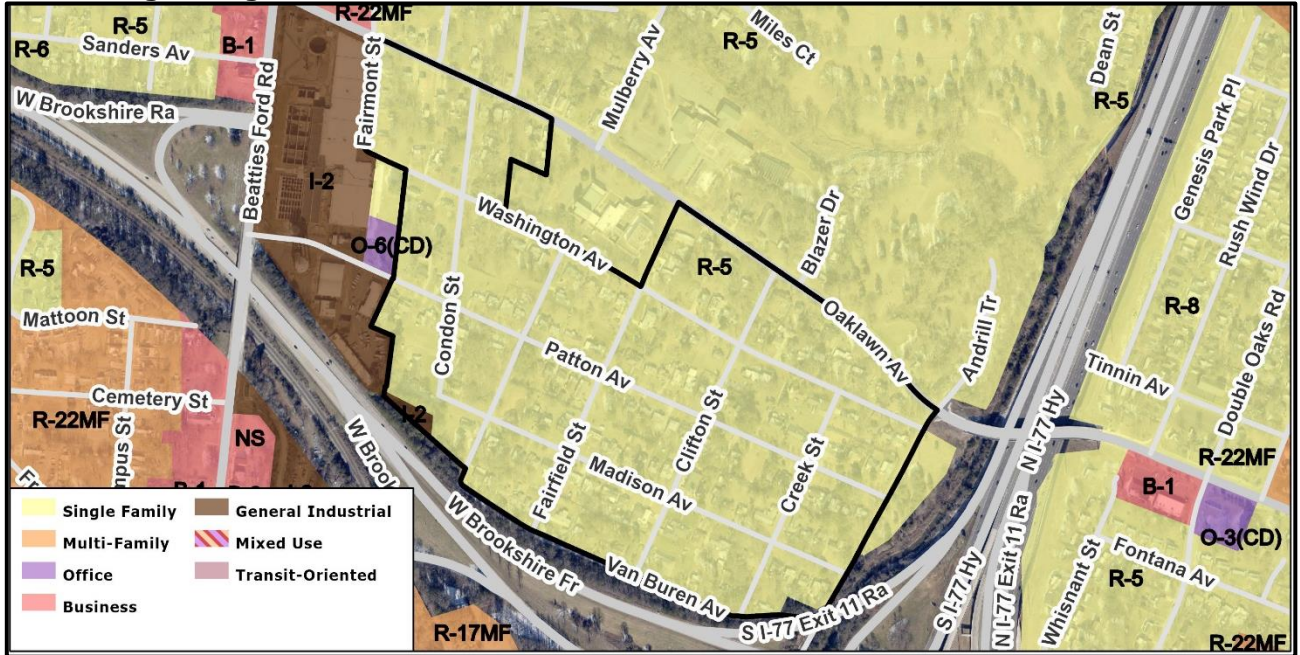 R-22MF
R-5
R-6
Sanders Av
B-1
Fairmont St
Mulberry Av
R-5
Miles Ct
Dean St
R-5
W Brookshire Ra
Beatties Ford Rd
I-2
Genesis Park Pl
Rush Wind Dr
Washington Av
Blazer Dr
O-6(CD)
R-5
R-5
Condon St
R-8
Oaklawn Av
Andrill Tr
Double Oaks Rd
Mattoon St
Patton Av
Tinnin Av
Cemetery St
R-22MF
I-2
Clifton St
N I-77 Hy
NS
W Brool
Fairfield St
Madison Av
Creek St
R-22MF
B-1
mpus St
O-3(CD)
W Brookshire Fr
Van Buren Av
S I-77 Exit 11 Ra
S I-77 Hy
N I-77 Exit 11 Ra
Whisnant St
Fontana Av
R-5
R-17MF
R-22MF
Single Family
General Industrial
Multi-Family
Mixed Use
Office
Transit-Oriented
Business